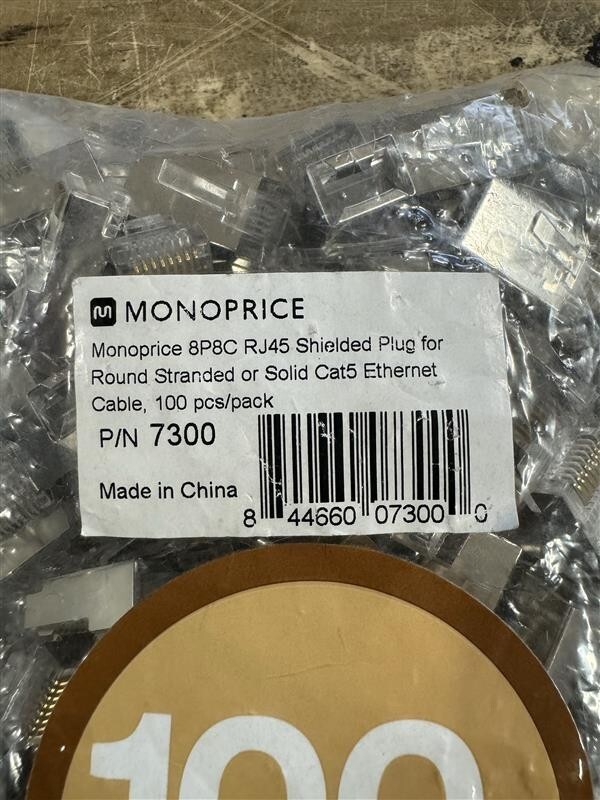 MONOPRICE
Monoprice 8P8C RJ45 Shielded Plug for
Round Stranded or Solid Cat5 Ethernet
Cable, 100 pcs/pack
P/N 7300
Made in China
8 44660 07300 0
100